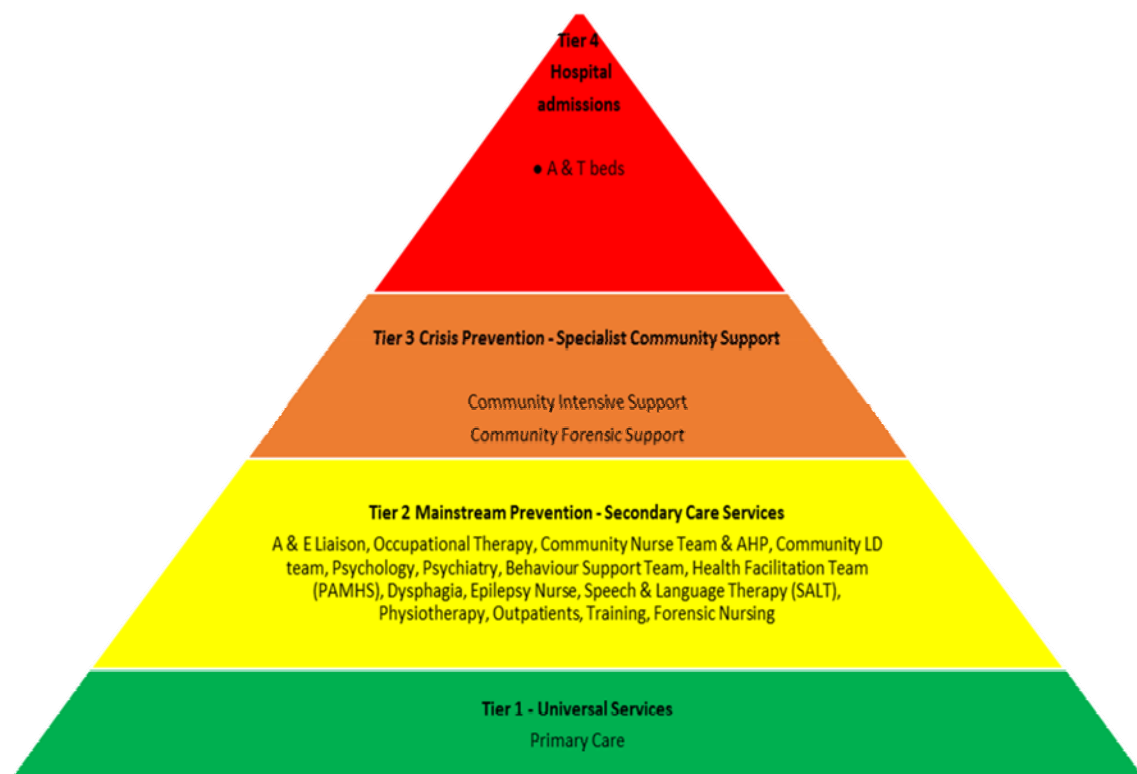 Tier 4
Hospital
admissions
● A & T beds
Tier 3 Crisis Prevention - Specialist Community Support
Community Intensive Support
Community Forensic Support
Tier 2 Mainstream Prevention - Secondary Care Services
A & E Liaison, Occupational Therapy, Community Nurse Team & AHP, Community LD
team, Psychology, Psychiatry, Behaviour Support Team, Health Facilitation Team
(PAMHS), Dysphagia, Epilepsy Nurse, Speech & Language Therapy (SALT),
Physiotherapy, Outpatients, Training, Forensic Nursing
Tier 1 - Universal Services
Primary Care